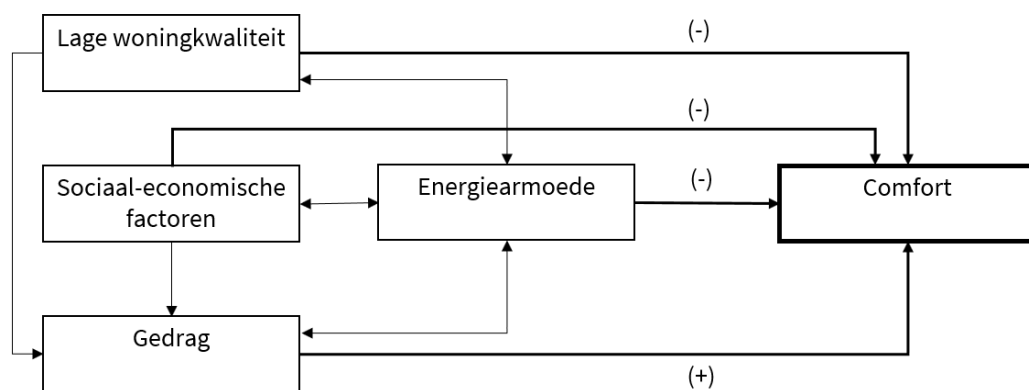 Lage woningkwaliteit
(-)
(-)
Sociaal-economische
factoren
Energiearmoede
(-)
Comfort
Gedrag
(+)